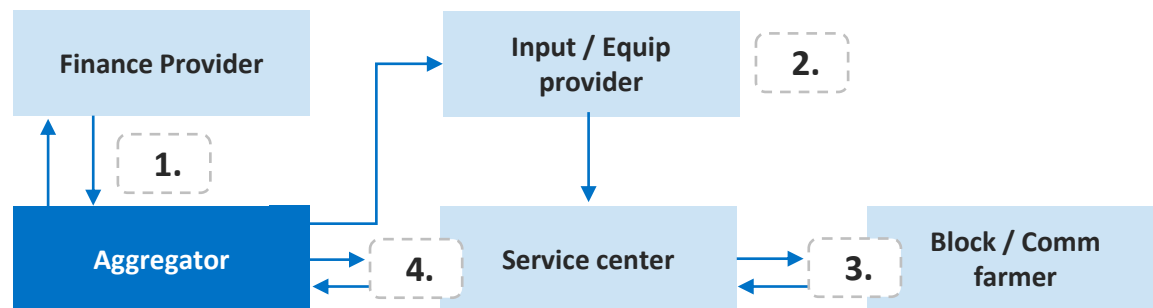 Finance Provider
Input / Equip
provider
2.
1.
Aggregator
4.
Service center
3.
Block / Comm
farmer